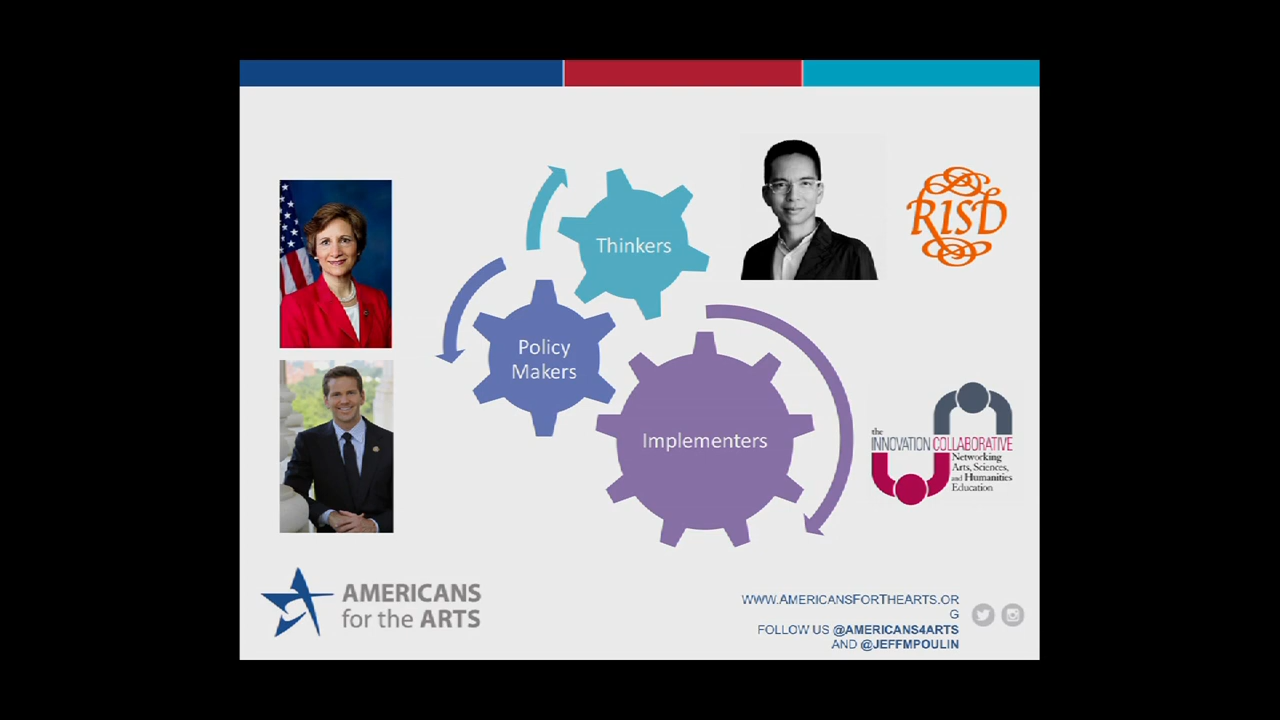 Thinkers
RISD
Policy
Makers
Implementers
the
INNOVATION COLLABORATIVE
Networking
Arts, Sciences,
and Humanities
Education
AMERICANS
for the ARTS
WWW.AMERICANSFORTHEARTS.OR
G
FOLLOW US @AMERICANS4ARTS
AND @JEFFMPOULIN